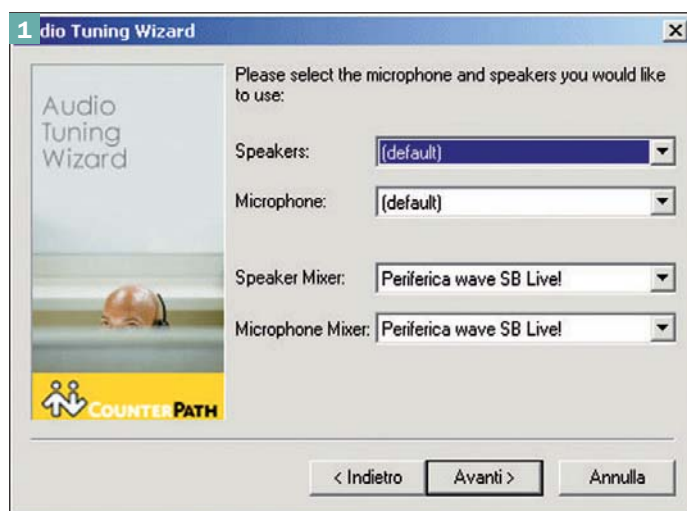 1
dio Tuning Wizard
Audio
Tuning
Wizard
COUNTERPATH
Please select the microphone and speakers you would like
to use:
Speakers: (default)
Microphone: (default)
Speaker Mixer: Periferica wave SB Live!
Microphone Mixer: Periferica wave SB Live!
< Indietro Avanti > Annulla